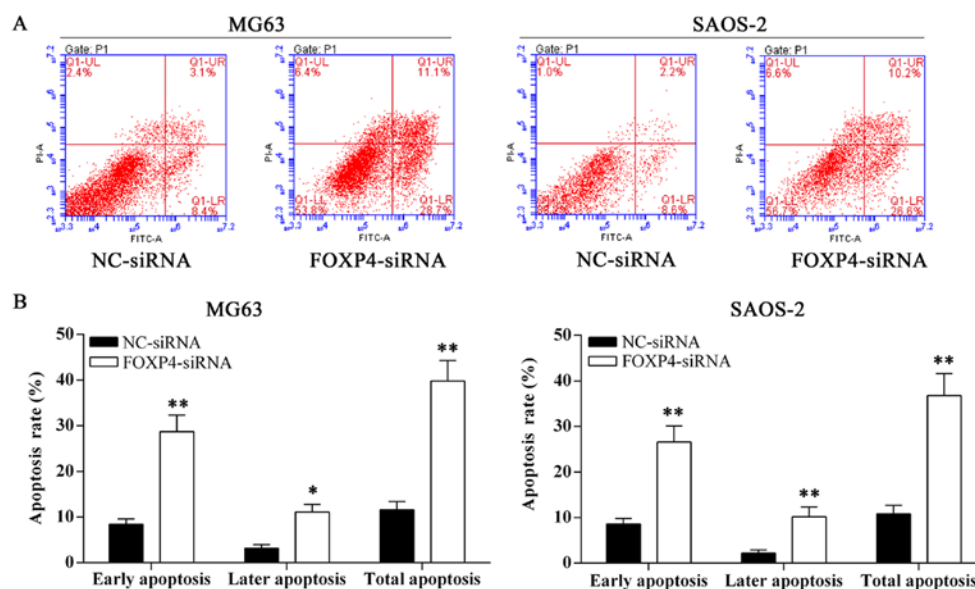 A
MG63
SAOS-2
Gate: P1
Q1-UL
2.4%
Q1-UR
3.1%
Q1-LR
8.4%
PI-A
FITC-A
NC-siRNA
Gate: P1
Q1-UL
6.4%
Q1-UR
11.1%
Q1-LL
53.8%
Q1-LR
28.7%
PI-A
FITC-A
FOXP4-siRNA
Gate: P1
Q1-UL
1.0%
Q1-UR
2.2%
Q1-LR
8.6%
PI-A
FITC-A
NC-siRNA
Gate: P1
Q1-UL
6.6%
Q1-UR
10.2%
Q1-LL
56.7%
Q1-LR
26.6%
PI-A
FITC-A
FOXP4-siRNA
B
MG63
NC-siRNA
FOXP4-siRNA
Apoptosis rate (%)
50
40
30
20
10
0
**
*
**
Early apoptosis Later apoptosis Total apoptosis
SAOS-2
NC-siRNA
FOXP4-siRNA
Apoptosis rate (%)
50
40
30
20
10
0
**
**
**
Early apoptosis Later apoptosis Total apoptosis